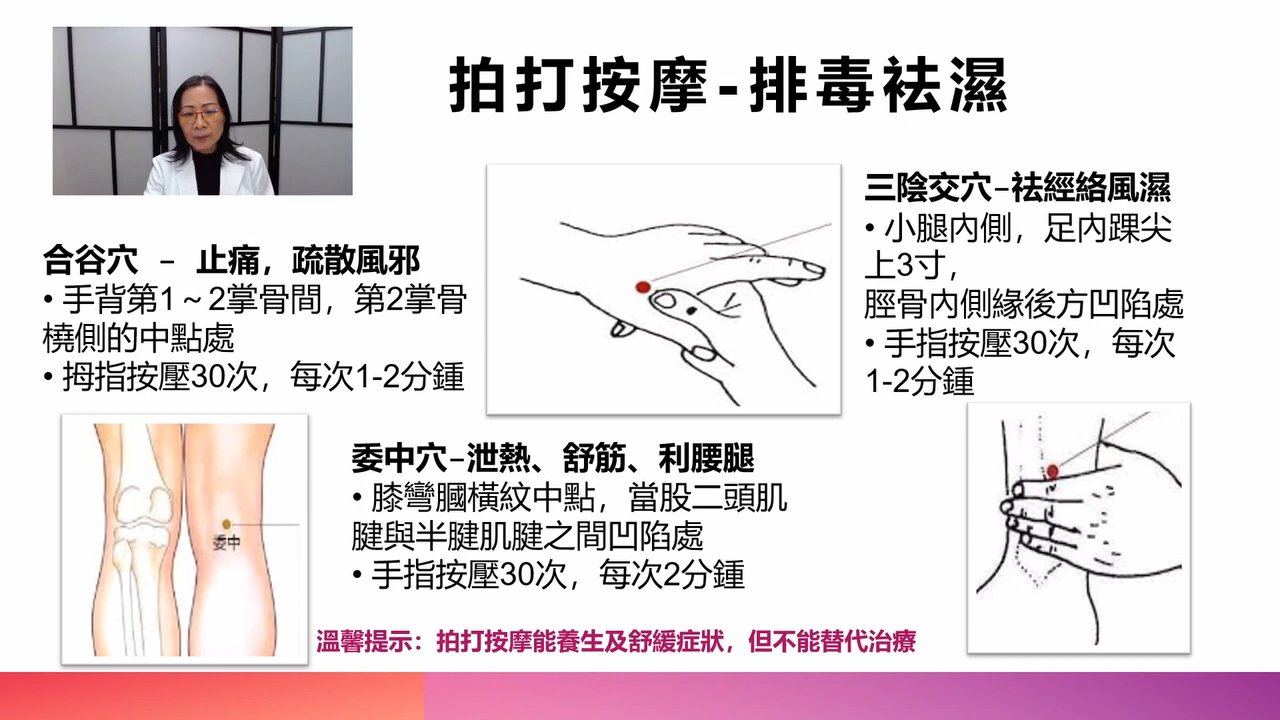 拍打按摩-排毒祛濕
合谷穴 – 止痛，疏散風邪
• 手背第1～2掌骨間，第2掌骨
橈側的中點處
• 拇指按壓30次，每次1-2分鍾
三陰交穴–祛經絡風濕
• 小腿內側，足內踝尖
上3寸，
脛骨內側緣後方凹陷處
• 手指按壓30次，每次
1-2分鍾
委中
委中穴–泄熱、舒筋、利腰腿
• 膝彎膕橫紋中點，當股二頭肌
腱與半腱肌腱之間凹陷處
• 手指按壓30次，每次2分鍾
溫馨提示：拍打按摩能養生及舒緩症狀，但不能替代治療